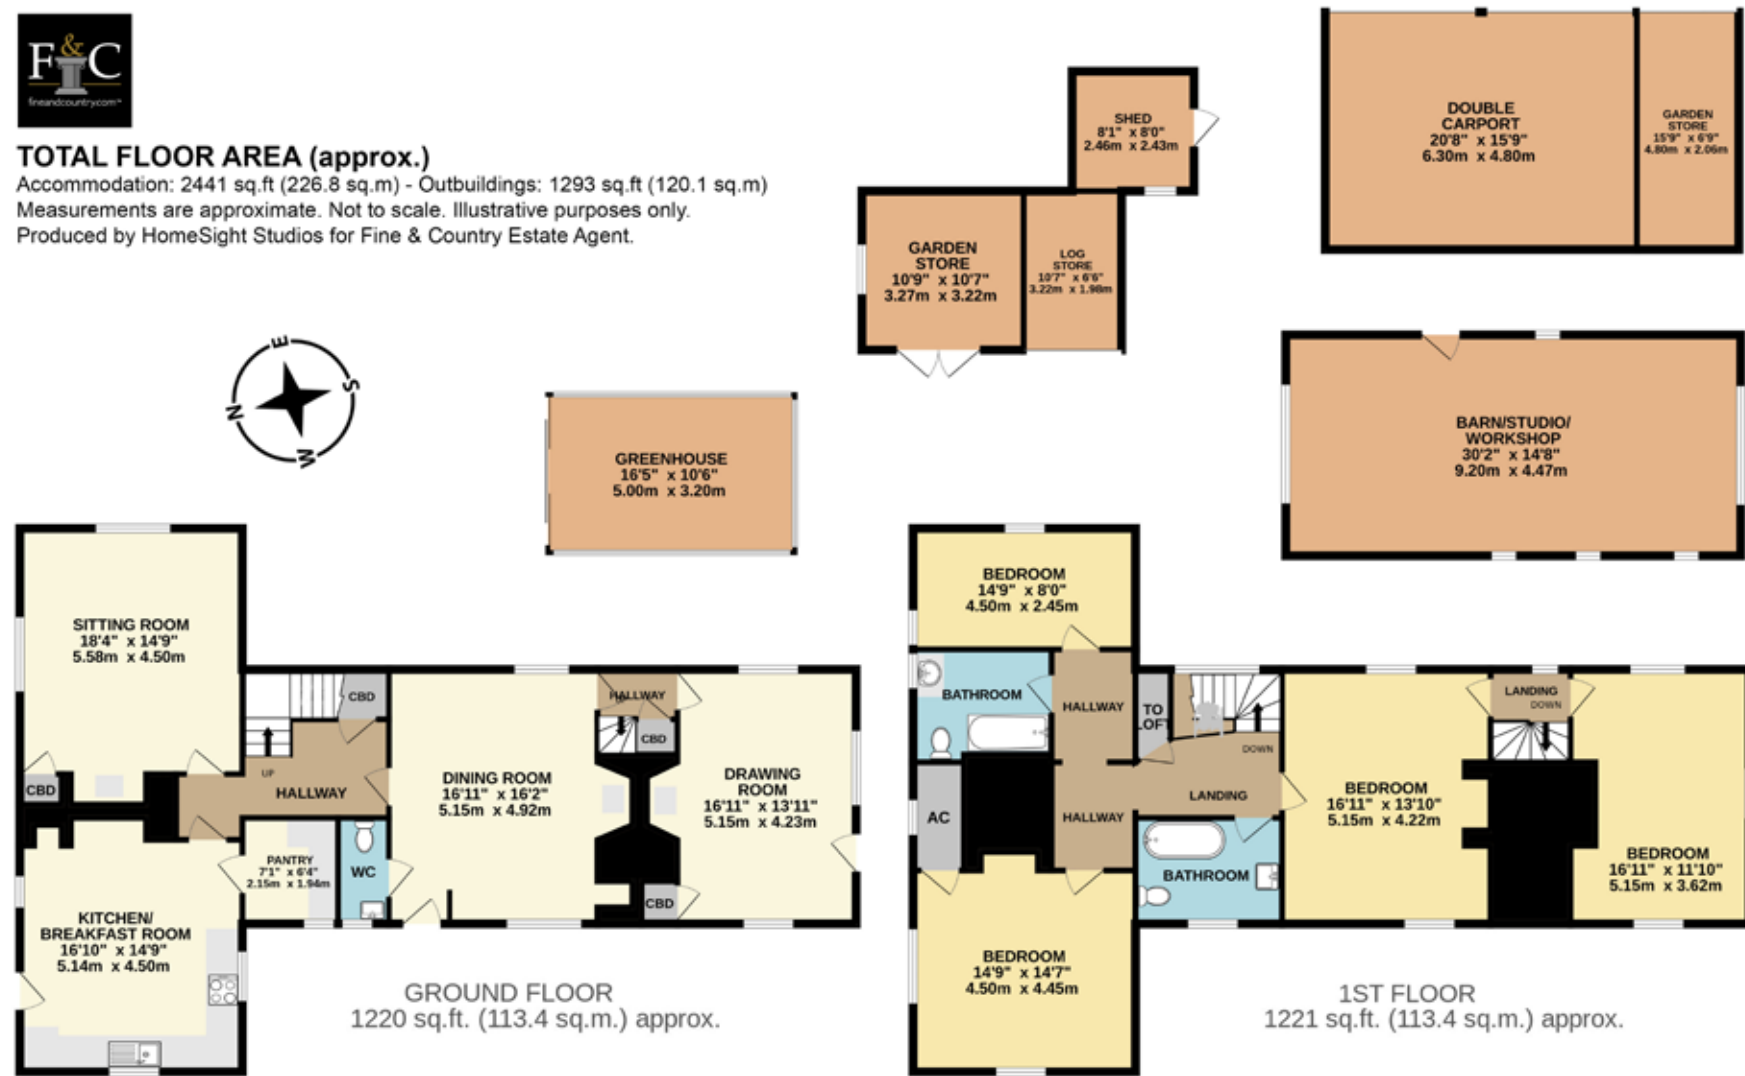 F & C
fineandcountry.com™
TOTAL FLOOR AREA (approx.)
Accommodation: 2441 sq.ft (226.8 sq.m) - Outbuildings: 1293 sq.ft (120.1 sq.m)
Measurements are approximate. Not to scale. Illustrative purposes only.
Produced by HomeSight Studios for Fine & Country Estate Agent.
SHED
8'1" x 8'0"
2.46m x 2.43m
DOUBLE
CARPORT
20'8" x 15'9"
6.30m x 4.80m
GARDEN
STORE
15'9" x 6'9"
4.80m x 2.06m
GARDEN
STORE
10'9" x 10'7"
3.27m x 3.22m
LOG
STORE
10'7" x 6'6"
3.22m x 1.98m
E
S
N
W
GREENHOUSE
16'5" x 10'6"
5.00m x 3.20m
BARN/STUDIO/
WORKSHOP
30'2" x 14'8"
9.20m x 4.47m
SITTING ROOM
18'4" x 14'9"
5.58m x 4.50m
CBD
CBD
UP
HALLWAY
HALLWAY
CBD
DINING ROOM
16'11" x 16'2"
5.15m x 4.92m
DRAWING
ROOM
16'11" x 13'11"
5.15m x 4.23m
PANTRY
7'1" x 6'4"
2.15m x 1.94m
WC
CBD
KITCHEN/
BREAKFAST ROOM
16'10" x 14'9"
5.14m x 4.50m
GROUND FLOOR
1220 sq.ft. (113.4 sq.m.) approx.
BEDROOM
14'9" x 8'0"
4.50m x 2.45m
BATHROOM
HALLWAY
TO
LOFT
DOWN
LANDING
HALLWAY
AC
BATHROOM
BEDROOM
16'11" x 13'10"
5.15m x 4.22m
LANDING
DOWN
BEDROOM
16'11" x 11'10"
5.15m x 3.62m
BEDROOM
14'9" x 14'7"
4.50m x 4.45m
1ST FLOOR
1221 sq.ft. (113.4 sq.m.) approx.